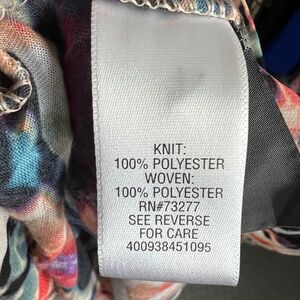 KNIT:
100% POLYESTER
WOVEN:
100% POLYESTER
RN#73277
SEE REVERSE
FOR CARE
400938451095